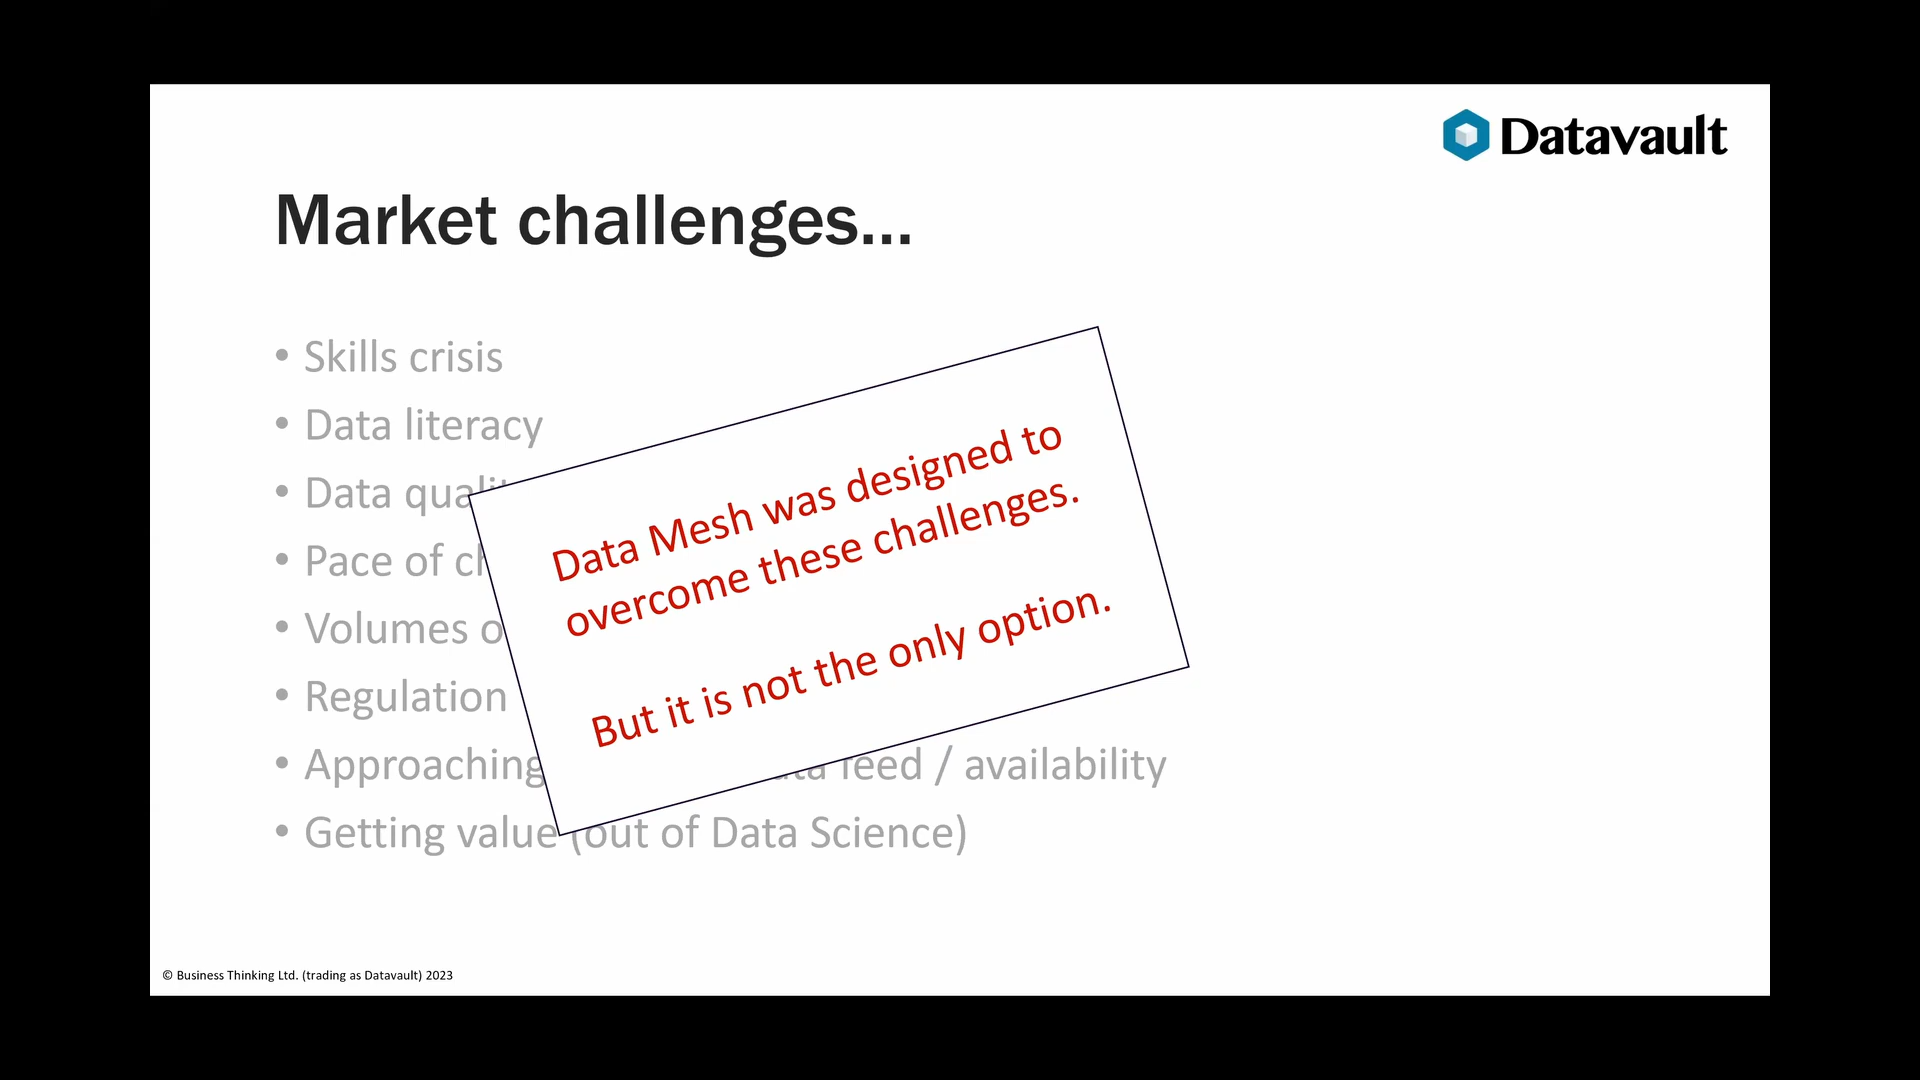 Datavault
Market challenges...
• Skills crisis
• Data literacy
• Data
• Pace of
• Volumes
• Regulation
• Approaching feed / availability
• Getting value (out of Data Science)
Data Mesh was designed to
overcome these challenges.
But it is not the only option.
© Business Thinking Ltd. (trading as Datavault) 2023